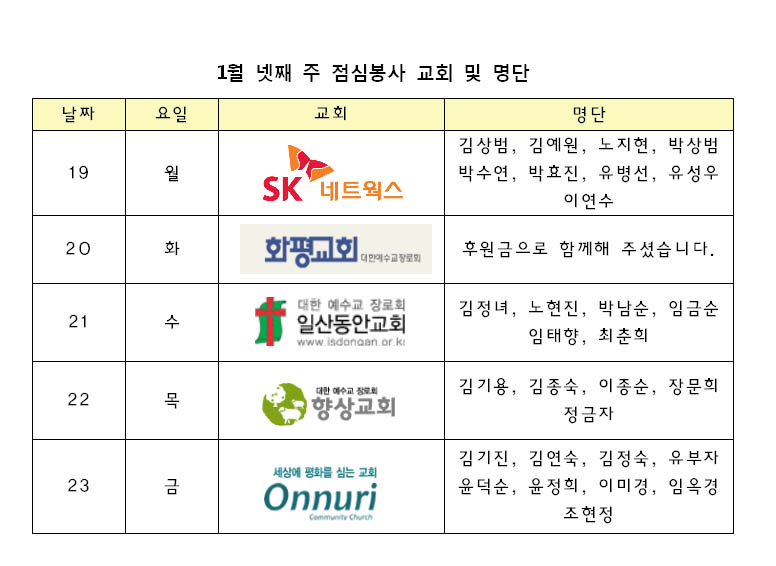 1월 넷째 주 점심봉사 교회 및 명단
날짜 요일 교회 명단
19 월 SK 네트웍스 김상범, 김예원, 노지현, 박상범
박수연, 박효진, 유병선, 유성우
이연수
20 화 화평교회 대한예수교장로회 후원금으로 함께해 주셨습니다.
21 수 대한 예수교 장로회
일산동안교회
www.isdongan.or.kr
김정녀, 노현진, 박남순, 임금순
임태향, 최춘희
22 목 대한 예수교 장로회
향상교회
김기용, 김종숙, 이종순, 장문희
정금자
23 금 세상에 평화를 심는 교회
Onnuri
Community Church
김기진, 김연숙, 김정숙, 유부자
윤덕순, 윤정희, 이미경, 임옥경
조현정